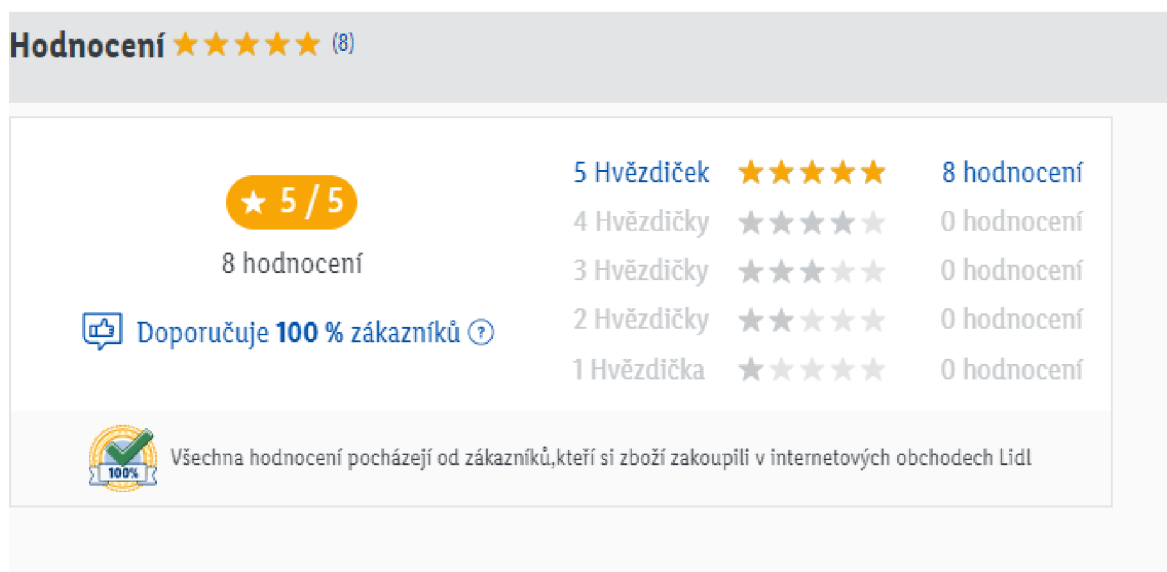 Hodnocení (8)
5 / 5
8 hodnocení
Doporučuje 100 % zákazníků ?
5 Hvězdiček 8 hodnocení
4 Hvězdičky 0 hodnocení
3 Hvězdičky 0 hodnocení
2 Hvězdičky 0 hodnocení
1 Hvězdička 0 hodnocení
100%
Všechna hodnocení pocházejí od zákazníků,kteří si zboží zakoupili v internetových obchodech Lidl